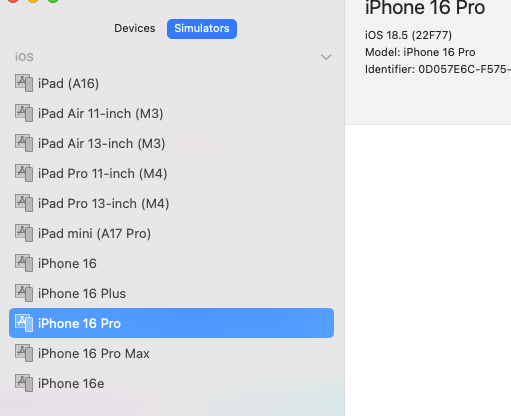 Devices Simulators
iOS
iPad (A16)
iPad Air 11-inch (M3)
iPad Air 13-inch (M3)
iPad Pro 11-inch (M4)
iPad Pro 13-inch (M4)
iPad mini (A17 Pro)
iPhone 16
iPhone 16 Plus
iPhone 16 Pro
iPhone 16 Pro Max
iPhone 16e
iPhone 16 Pro
iOS 18.5 (22F77)
Model: iPhone 16 Pro
Identifier: 0D057E6C-F575-